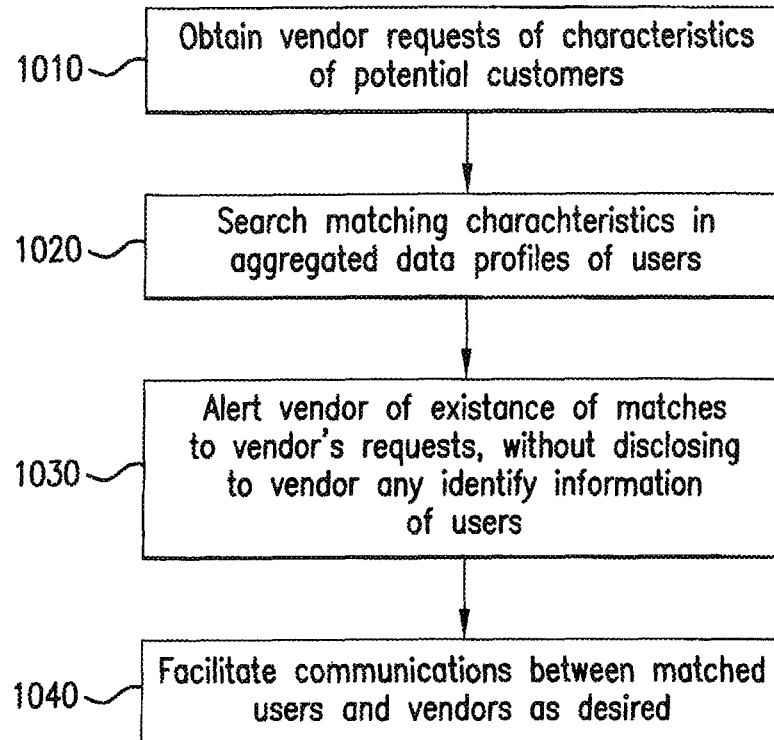 1010
Obtain vendor requests of characteristics
of potential customers
1020
Search matching charachteristics in
aggregated data profiles of users
1030
Alert vendor of existance of matches
to vendor's requests, without disclosing
to vendor any identify information
of users
1040
Facilitate communications between matched
users and vendors as desired